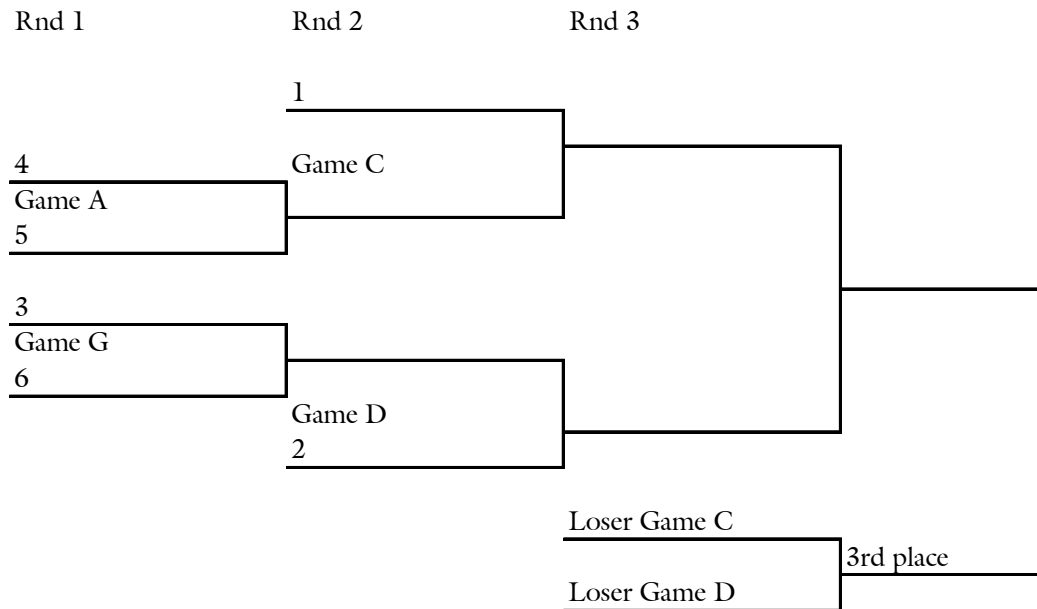 Rnd 1 Rnd 2 Rnd 3
1
4 Game C
Game A
5
3
Game G
6
Game D
2
Loser Game C
3rd place
Loser Game D